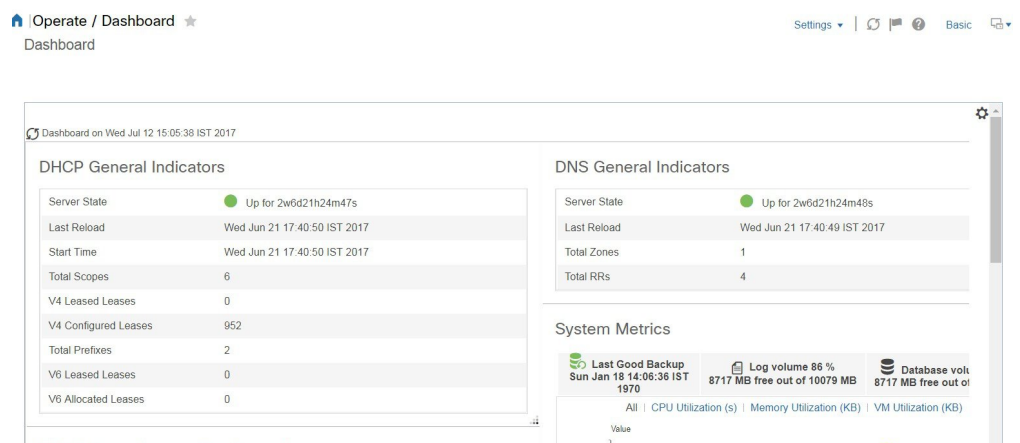 Operate / Dashboard
Settings
Basic
Dashboard
Dashboard on Wed Jul 12 15:05:38 IST 2017
DHCP General Indicators
Server State Up for 2w6d21h24m47s
Last Reload Wed Jun 21 17:40:50 IST 2017
Start Time Wed Jun 21 17:40:50 IST 2017
Total Scopes 6
V4 Leased Leases 0
V4 Configured Leases 952
Total Prefixes 2
V6 Leased Leases 0
V6 Allocated Leases 0
DNS General Indicators
Server State Up for 2w6d21h24m48s
Last Reload Wed Jun 21 17:40:49 IST 2017
Total Zones 1
Total RRs 4
System Metrics
Last Good Backup
Sun Jan 18 14:06:36 IST
1970
Log volume 86 %
8717 MB free out of 10079 MB
Database volu
8717 MB free out of
All | CPU Utilization (s) | Memory Utilization (KB) | VM Utilization (KB)
Value